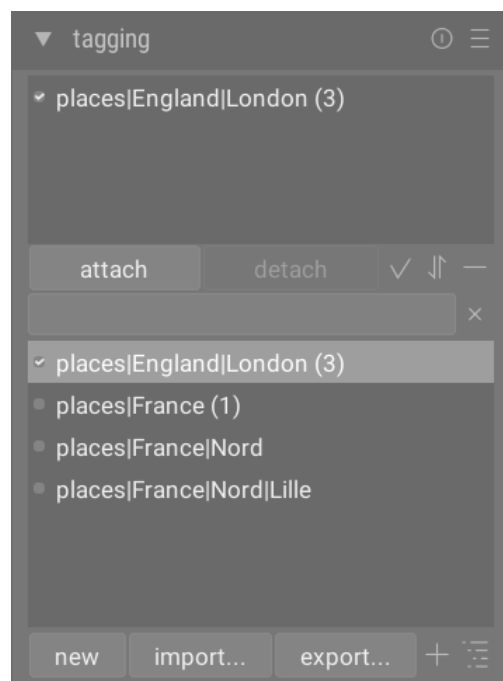 tagging
places|England|London (3)
attach detach
places|England|London (3)
places|France (1)
places|France|Nord
places|France|Nord|Lille
new import... export...